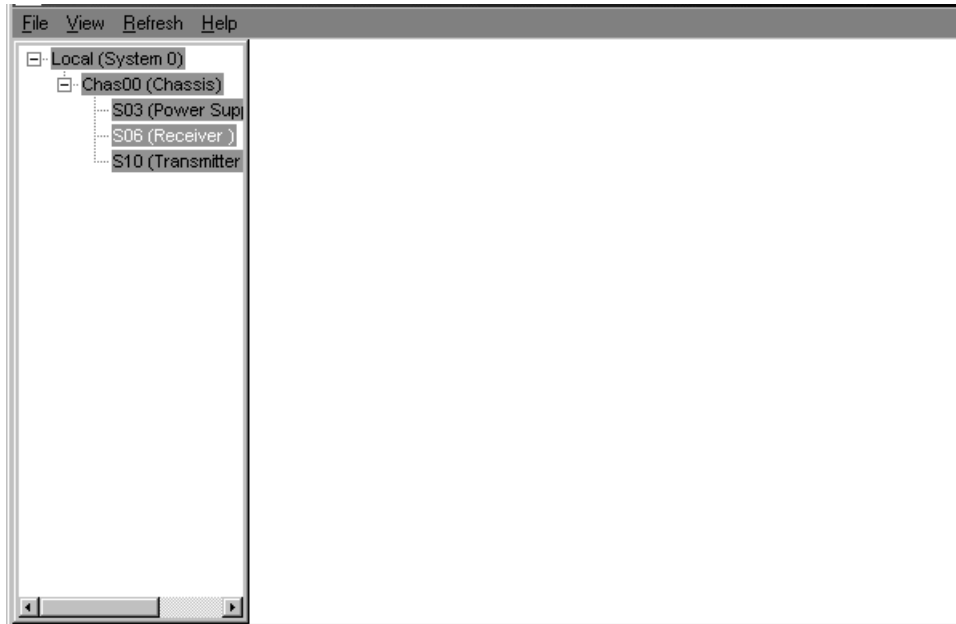 File View Refresh Help
Local (System 0)
Chas00 (Chassis)
S03 (Power Sup
S06 (Receiver )
S10 (Transmitter